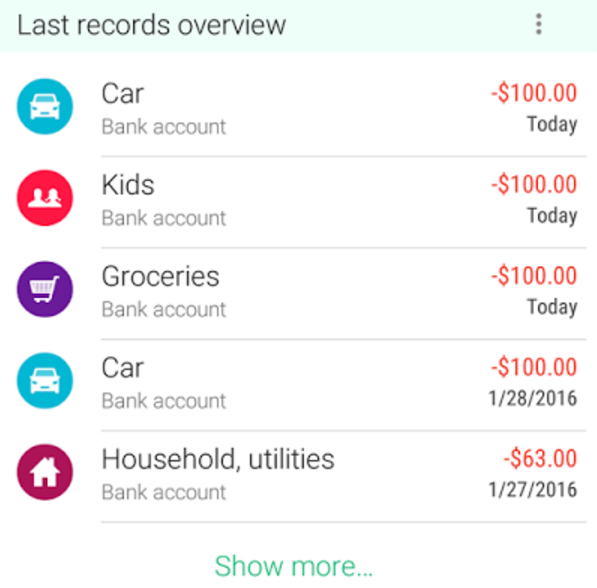 Last records overview
Car
-$100.00
Bank account
Today
Kids
-$100.00
Bank account
Today
Groceries
-$100.00
Bank account
Today
Car
-$100.00
Bank account
1/28/2016
Household, utilities
-$63.00
Bank account
1/27/2016
Show more...